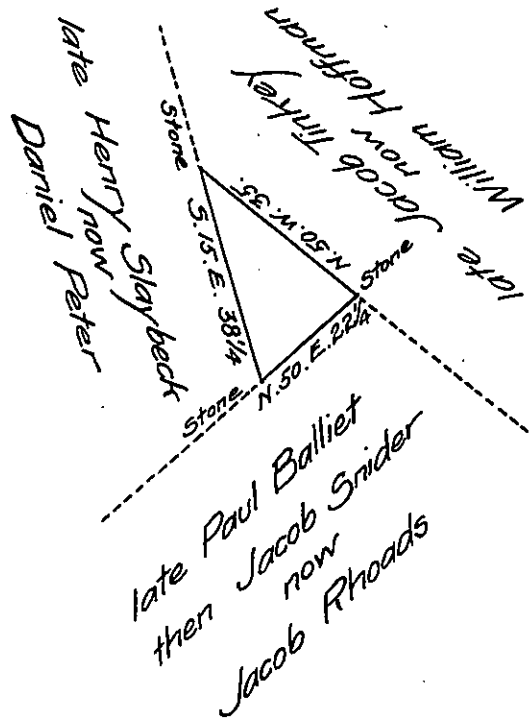 late Henry Slaybeck
now
Daniel Peter
late Jacob Tinkey
now
William Hoffman
Stone
S.15.E. 38¼
N.50.W. 35.
Stone
N.50.E. 22¼
Stone
late Paul Balliet
then Jacob Snider
now
Jacob Rhoads